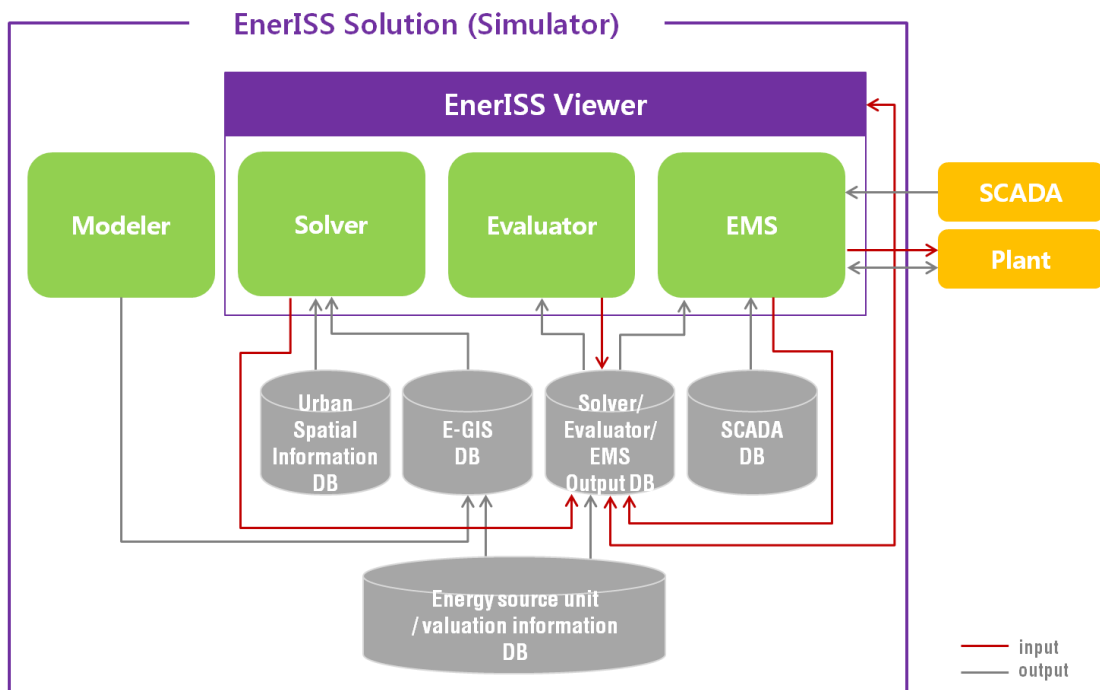 EnerISS Solution (Simulator)
EnerISS Viewer
Modeler
Solver
Evaluator
EMS
SCADA
Plant
Urban
Spatial
Information
DB
E-GIS
DB
Solver/
Evaluator/
EMS
Output DB
SCADA
DB
Energy source unit
/ valuation information
DB
input
output